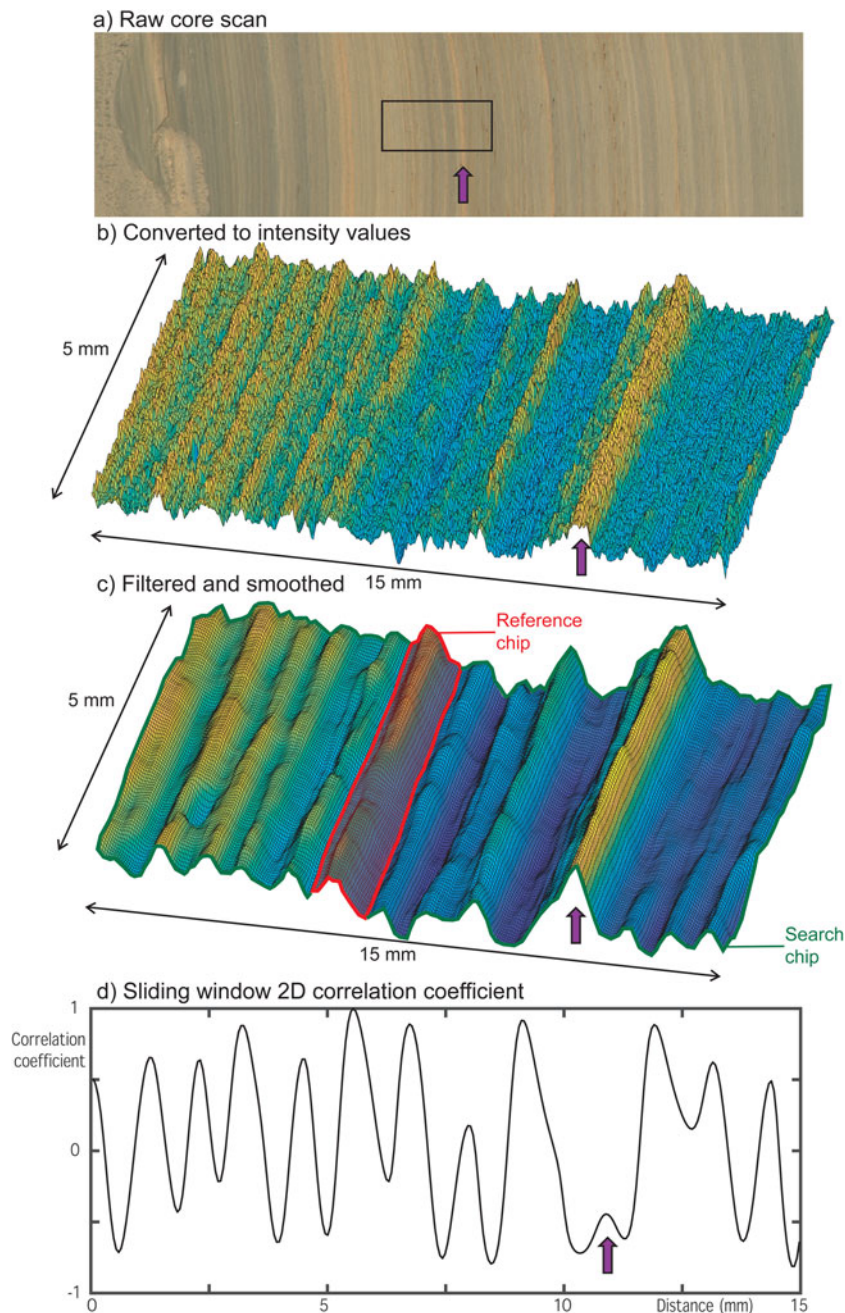 a) Raw core scan
b) Converted to intensity values
5 mm
15 mm
c) Filtered and smoothed
Reference
chip
5 mm
15 mm
Search
chip
d) Sliding window 2D correlation coefficient
1
Correlation
coefficient
0
-1
0
5
10
Distance (mm)
15